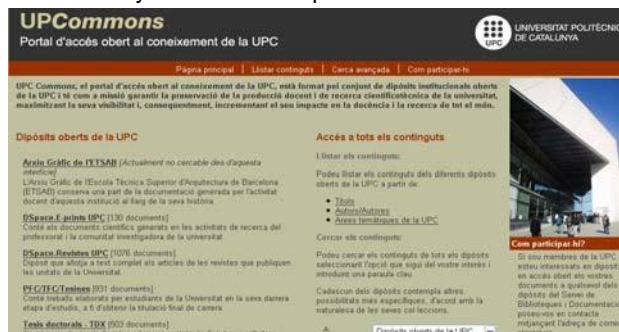 UPCommons
Portal d'accés obert al coneixement de la UPC
UPC
UNIVERSITAT POLITÈCNIC
DE CATALUNYA
Pàgina principal | Llistar continguts | Cerca avançada | Com participar-hi
UPC Commons, el portal d'accés obert al coneixement de la UPC, està format pel conjunt de dipòsits institucionals oberts
de la UPC i té com a missió garantir la preservació de la producció docent i de recerca cientificotècnica de la universitat,
maximitzant la seva visibilitat i, consequentment, incrementant el seu impacte en la docència i la recerca de tot el món.
Dipòsits oberts de la UPC
Arxiu Gràfic de l'ETSAB [Actualment no cercable des d'aquesta
interfície]
L'Arxiu Gràfic de l'Escola Tècnica Superior d'Arquitectura de Barcelona
(ETSAB) conserva una part de la documentació generada per l'activitat
docent d'aquesta institució al llarg de la seva història.
DSpace.E-prints UPC [130 documents]
Conté els documents científics generats en les activitats de recerca del
professorat i la comunitat investigadora de la universitat.
DSpace.Revistes UPC [1076 documents]
Dipòsit que aplega a text complet els articles de les revistes que publiquen
les unitats de la Universitat.
PFC/TFC/Tesines [931 documents]
Conté treballs elaborats per estudiants de la Universitat en la seva darrera
etapa d'estudis, a fi d'obtenir la titulació final de carrera.
Tesis doctorals - TDX [603 documents]
Accés a tots els continguts
Llistar els continguts:
Podeu llistar els continguts dels diferents dipòsits
oberts de la UPC a partir de:
Títols
Autors/Autores
Àrees temàtiques de la UPC
Cercar els continguts:
Podeu cercar els continguts de tots els dipòsits
seleccionant l'opció que sigui del vostre interès i
introduint una paraula clau.
Cadascun dels dipòsits contempla altres
possibilitats més específiques, d'acord amb la
naturalesa de les seves col·leccions.
A: Dipòsits oberts de la UPC
Com participar-hi?
Si sou membres de la UPC
esteu interessats en diposit
en accés obert els vostres
documents a qualsevol dels
dipòsits del Servei de
Biblioteques i Documentació
poseu-vos en contacte
mitjançant l'adreça de correu